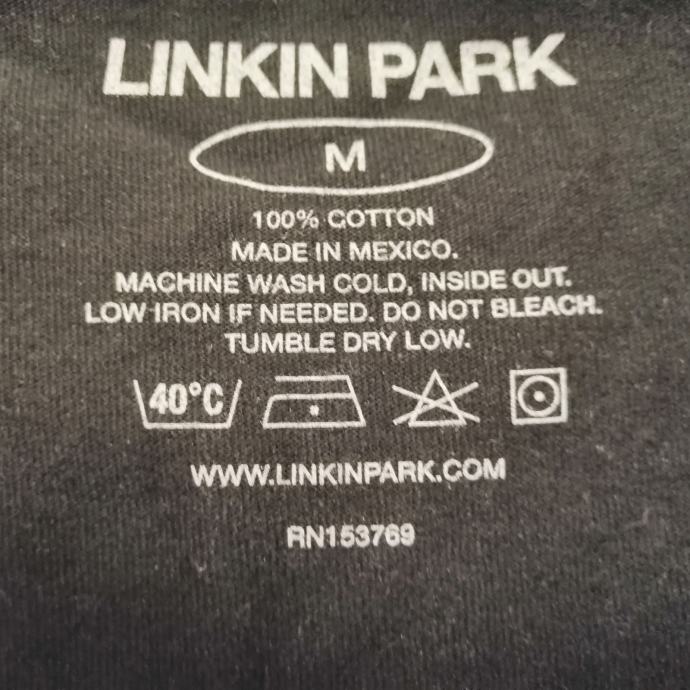 LINKIN PARK
M
100% COTTON
MADE IN MEXICO.
MACHINE WASH COLD, INSIDE OUT.
LOW IRON IF NEEDED. DO NOT BLEACH.
TUMBLE DRY LOW.
40°C
WWW.LINKINPARK.COM
RN153769